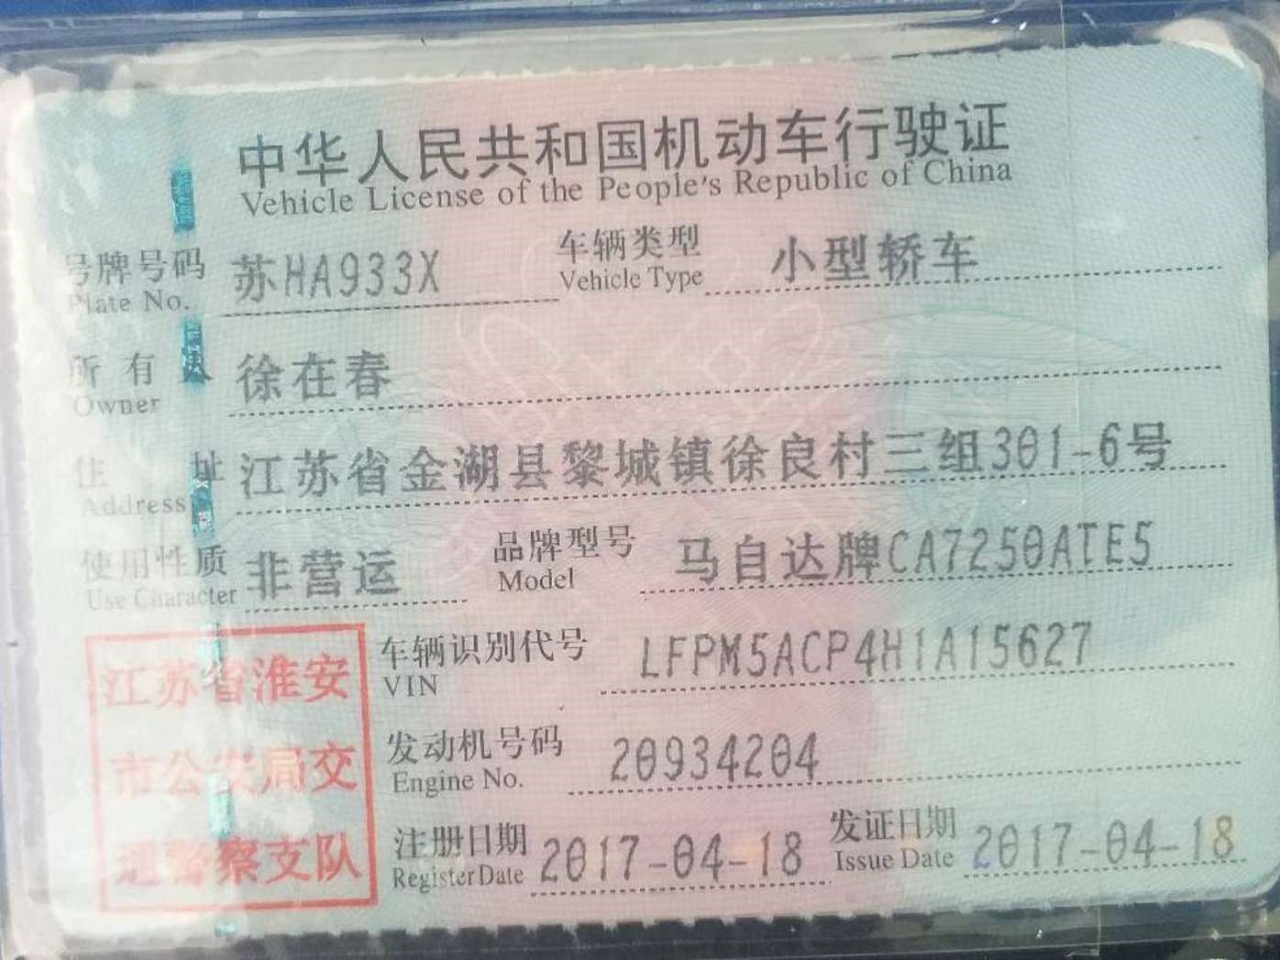 中华人民共和国机动车行驶证
Vehicle License of the People's Republic of China
号牌号码 苏HA933X 车辆类型 小型轿车
Plate No. Vehicle Type
所有人 徐在春
Owner
住址 江苏省金湖县黎城镇徐良村三组301-6号
Address
使用性质 非营运 品牌型号 马自达牌CA7250ATE5
Use Character Model
江苏省淮安
市公安局交
通警察支队
车辆识别代号 LFPM5ACP4H1A15627
VIN
发动机号码 20934204
Engine No.
注册日期 2017-04-18 发证日期 2017-04-18
Register Date Issue Date